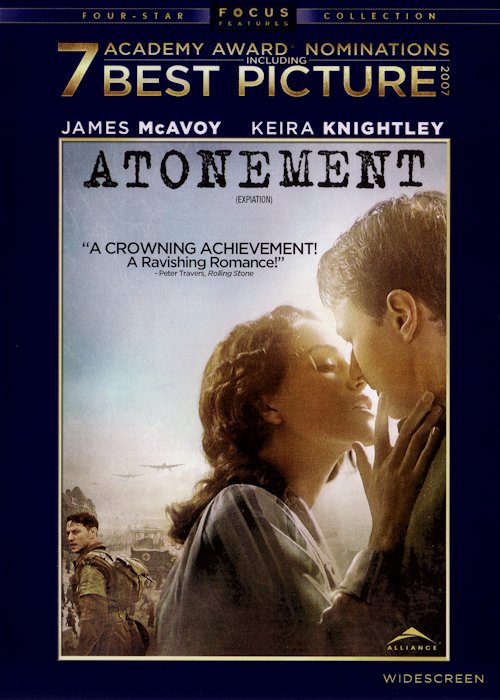 FOUR-STAR FOCUS FEATURES COLLECTION
7 ACADEMY AWARD NOMINATIONS
INCLUDING
BEST PICTURE 2007
JAMES McAVOY KEIRA KNIGHTLEY
ATONEMENT
(EXPIATION)
"A CROWNING ACHIEVEMENT!
A Ravishing Romance!"
- Peter Travers, Rolling Stone
ALLIANCE
WIDESCREEN